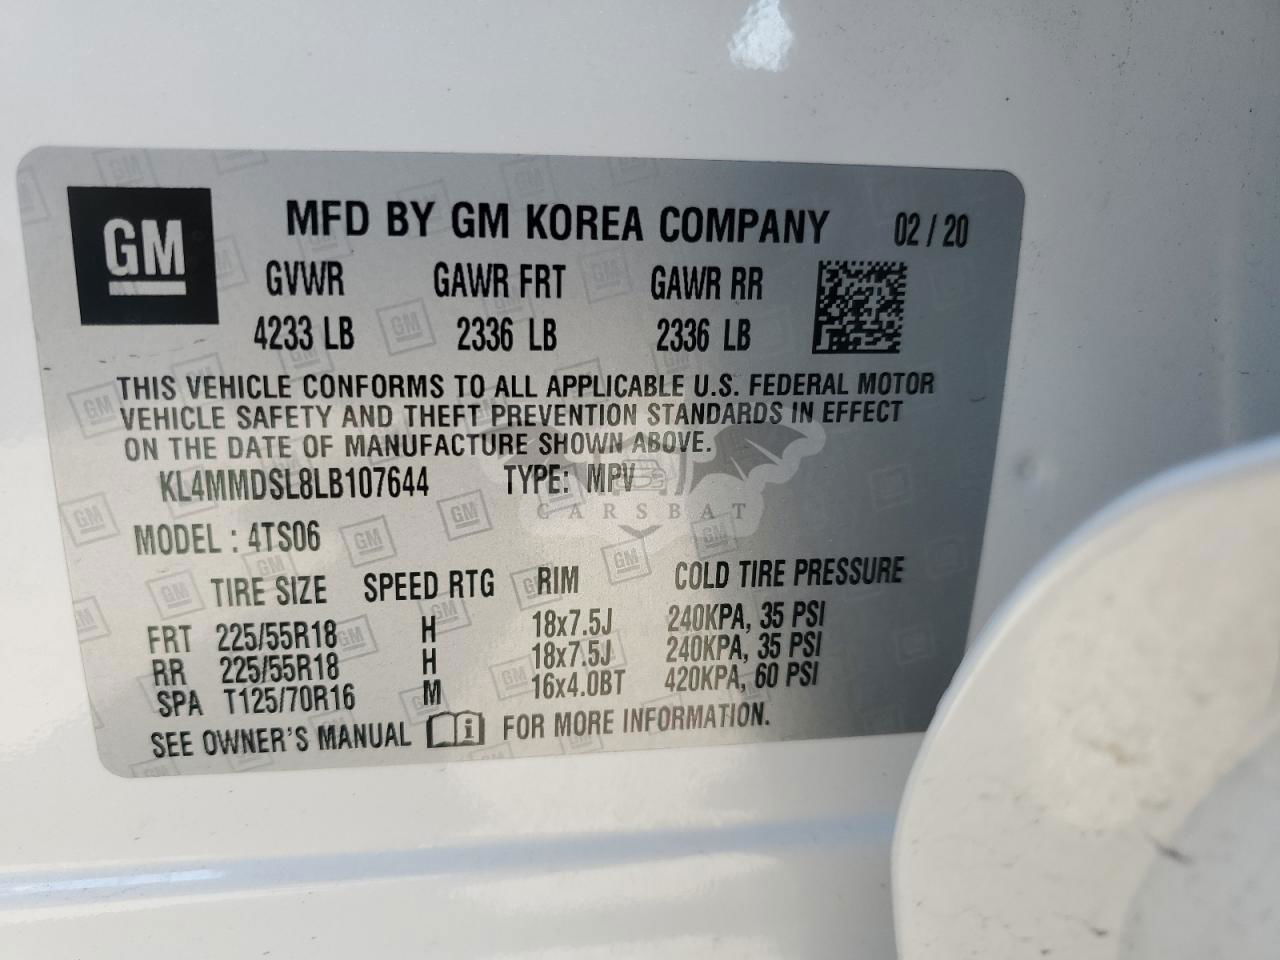 GM
MFD BY GM KOREA COMPANY 02 / 20
GVWR GAWR FRT GAWR RR
4233 LB 2336 LB 2336 LB
THIS VEHICLE CONFORMS TO ALL APPLICABLE U.S. FEDERAL MOTOR
VEHICLE SAFETY AND THEFT PREVENTION STANDARDS IN EFFECT
ON THE DATE OF MANUFACTURE SHOWN ABOVE.
KL4MMDSL8LB107644 TYPE: MPV
CARSBAT
MODEL : 4TS06
TIRE SIZE SPEED RTG RIM COLD TIRE PRESSURE
FRT 225/55R18 H 18x7.5J 240KPA, 35 PSI
RR 225/55R18 H 18x7.5J 240KPA, 35 PSI
SPA T125/70R16 M 16x4.0BT 420KPA, 60 PSI
SEE OWNER'S MANUAL i FOR MORE INFORMATION.